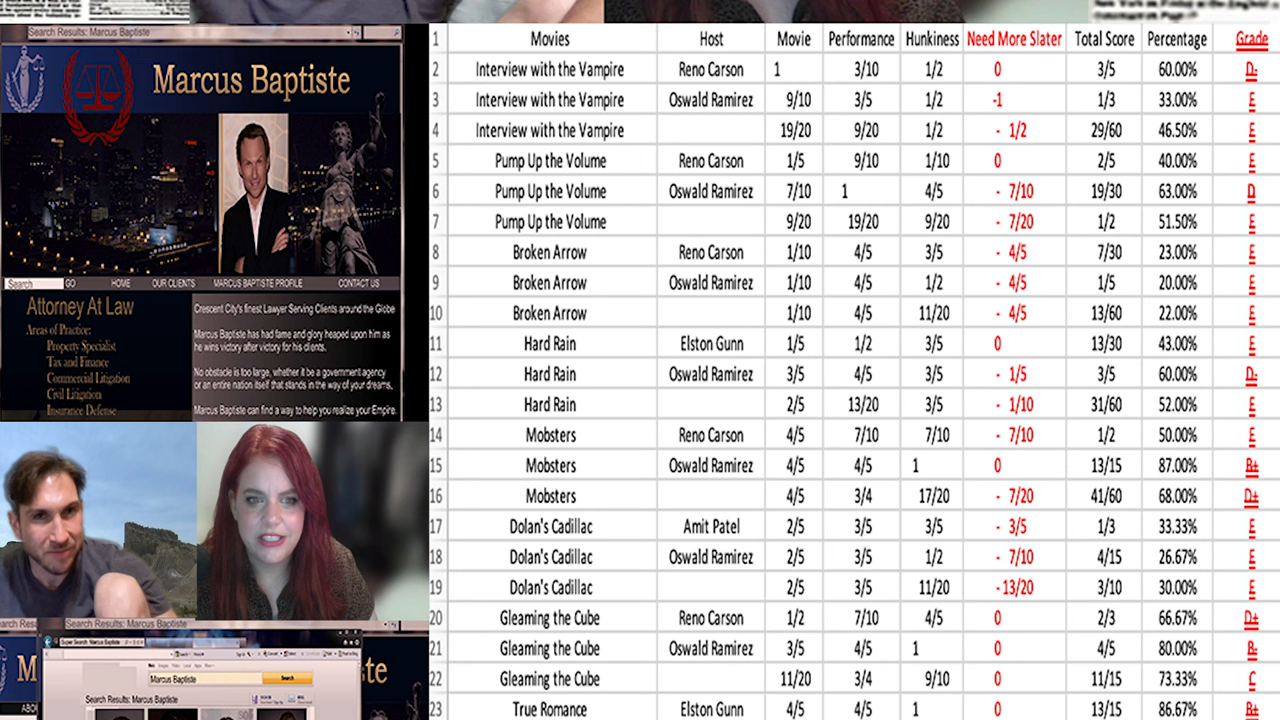 Search Results: Marcus Baptiste
Marcus Baptiste
Search GO HOME OUR CLIENTS MARCUS BAPTISTE PROFILE CONTACT US
Attorney At Law
Areas of Practice:
Property Specialist
Tax and Finance
Commercial Litigation
Civil Litigation
Insurance Defense
Crescent City's finest Lawyer Serving Clients around the Globe
Marcus Baptiste has had fame and glory heaped upon him as
he wins victory after victory for his clients.
No obstacle is too large, whether it be a government agency
or an entire nation itself that stands in the way of your dreams,
Marcus Baptiste can find a way to help you realize your Empire.
Search Results: Marcus Baptiste
Super Search: Marcus Baptiste
Marcus Baptiste Search
Search Results: Marcus Baptiste
M
ste
1 Movies Host Movie Performance Hunkiness Need More Slater Total Score Percentage Grade
2 Interview with the Vampire Reno Carson 1 3/10 1/2 0 3/5 60.00% D-
3 Interview with the Vampire Oswald Ramirez 9/10 3/5 1/2 -1 1/3 33.00% E
4 Interview with the Vampire 19/20 9/20 1/2 - 1/2 29/60 46.50% E
5 Pump Up the Volume Reno Carson 1/5 9/10 1/10 0 2/5 40.00% E
6 Pump Up the Volume Oswald Ramirez 7/10 1 4/5 - 7/10 19/30 63.00% D
7 Pump Up the Volume 9/20 19/20 9/20 - 7/20 1/2 51.50% E
8 Broken Arrow Reno Carson 1/10 4/5 3/5 - 4/5 7/30 23.00% E
9 Broken Arrow Oswald Ramirez 1/10 4/5 1/2 - 4/5 1/5 20.00% E
10 Broken Arrow 1/10 4/5 11/20 - 4/5 13/60 22.00% E
11 Hard Rain Elston Gunn 1/5 1/2 3/5 0 13/30 43.00% E
12 Hard Rain Oswald Ramirez 3/5 4/5 3/5 - 1/5 3/5 60.00% D-
13 Hard Rain 2/5 13/20 3/5 - 1/10 31/60 52.00% E
14 Mobsters Reno Carson 4/5 7/10 7/10 - 7/10 1/2 50.00% E
15 Mobsters Oswald Ramirez 4/5 4/5 1 0 13/15 87.00% B+
16 Mobsters 4/5 3/4 17/20 - 7/20 41/60 68.00% D+
17 Dolan's Cadillac Amit Patel 2/5 3/5 3/5 - 3/5 1/3 33.33% E
18 Dolan's Cadillac Oswald Ramirez 2/5 3/5 1/2 - 7/10 4/15 26.67% E
19 Dolan's Cadillac 2/5 3/5 11/20 - 13/20 3/10 30.00% E
20 Gleaming the Cube Reno Carson 1/2 7/10 4/5 0 2/3 66.67% D+
21 Gleaming the Cube Oswald Ramirez 3/5 4/5 1 0 4/5 80.00% B-
22 Gleaming the Cube 11/20 3/4 9/10 0 11/15 73.33% C
23 True Romance Elston Gunn 4/5 4/5 1 0 13/15 86.67% B+